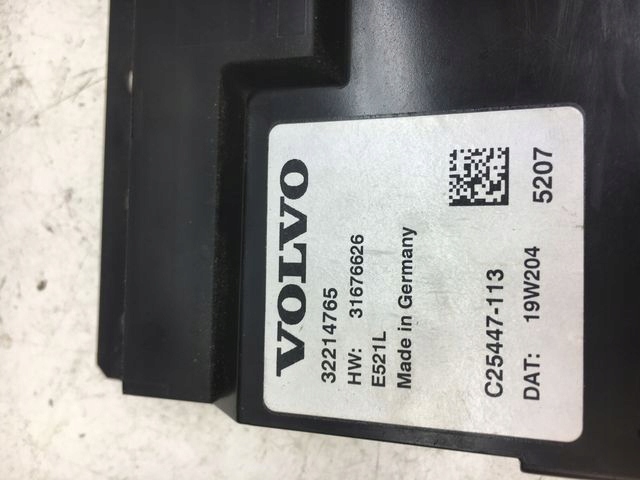 VOLVO
32214765
HW: 31676626
E521L
Made in Germany
C25447-113
DAT: 19W204 5207